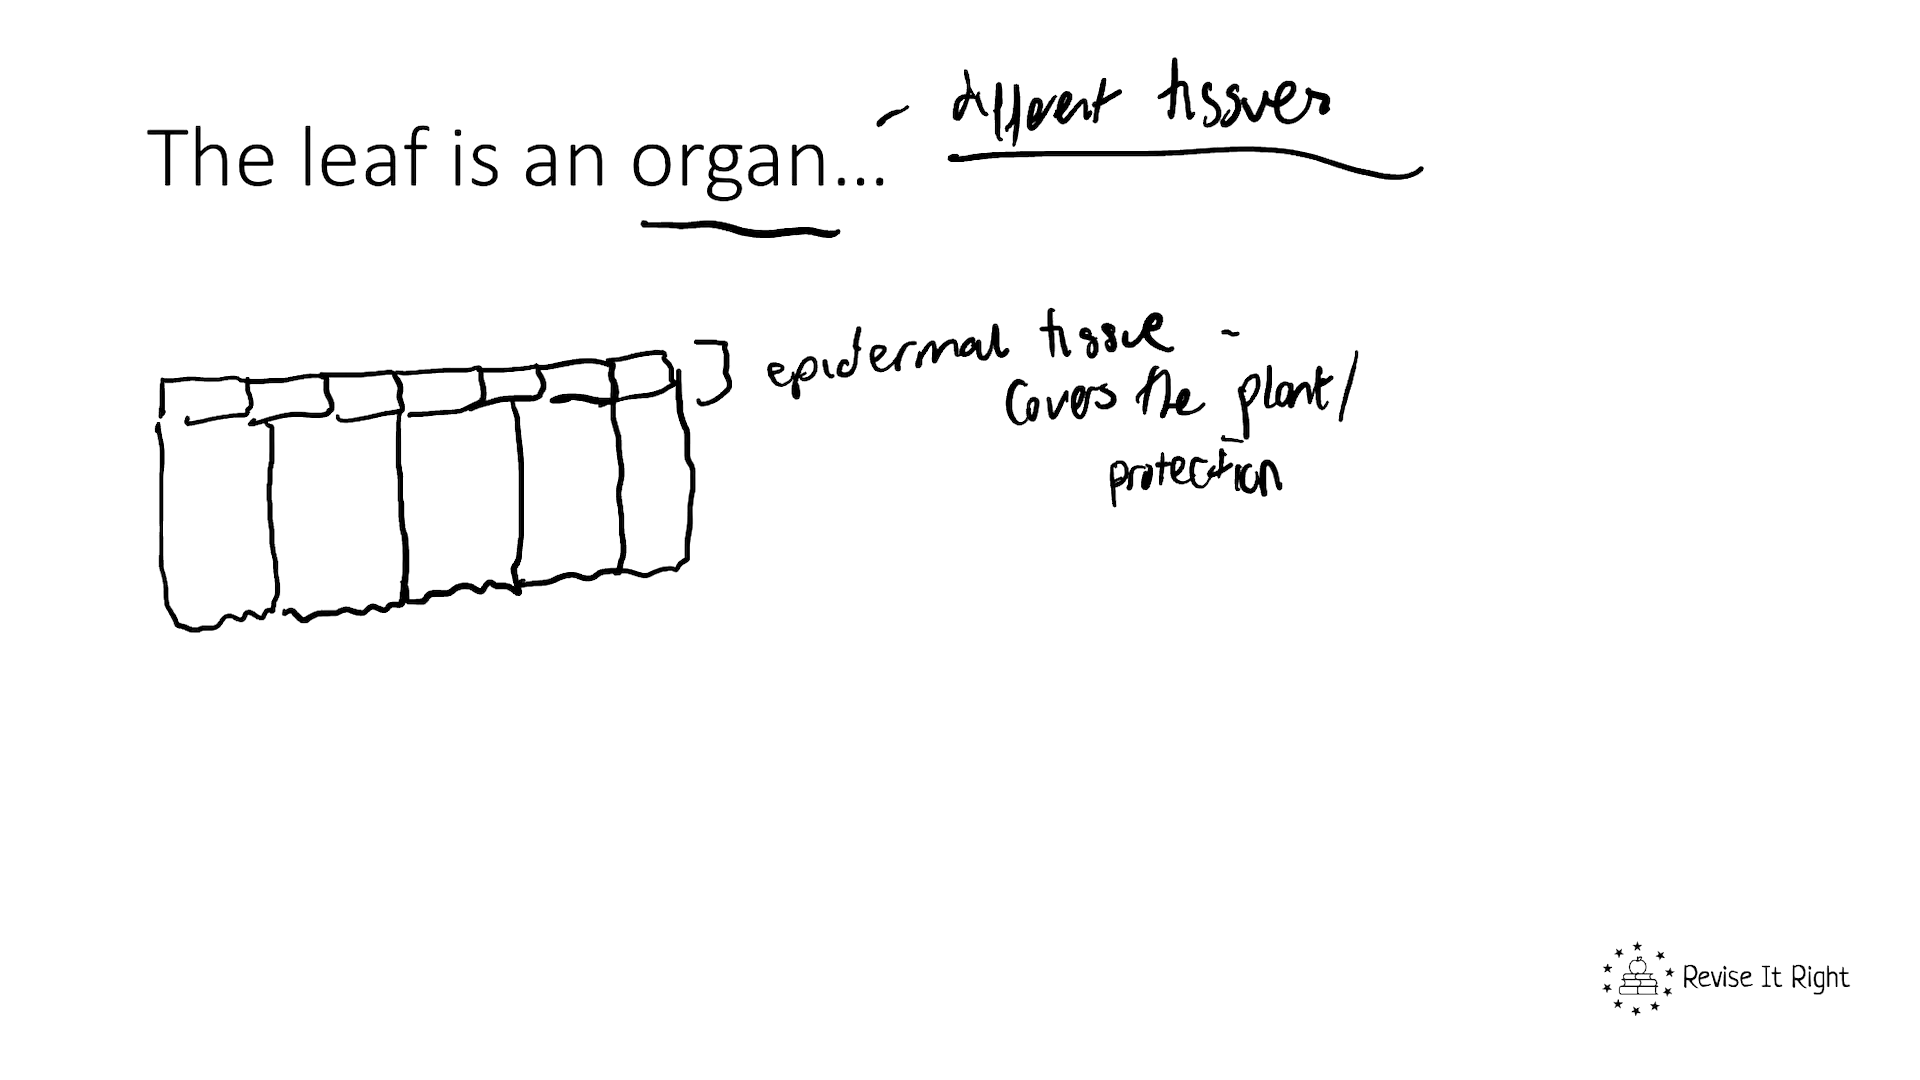 The leaf is an organ... - different tissues
epidermal tissue -
covers the plant/
protection
Revise It Right